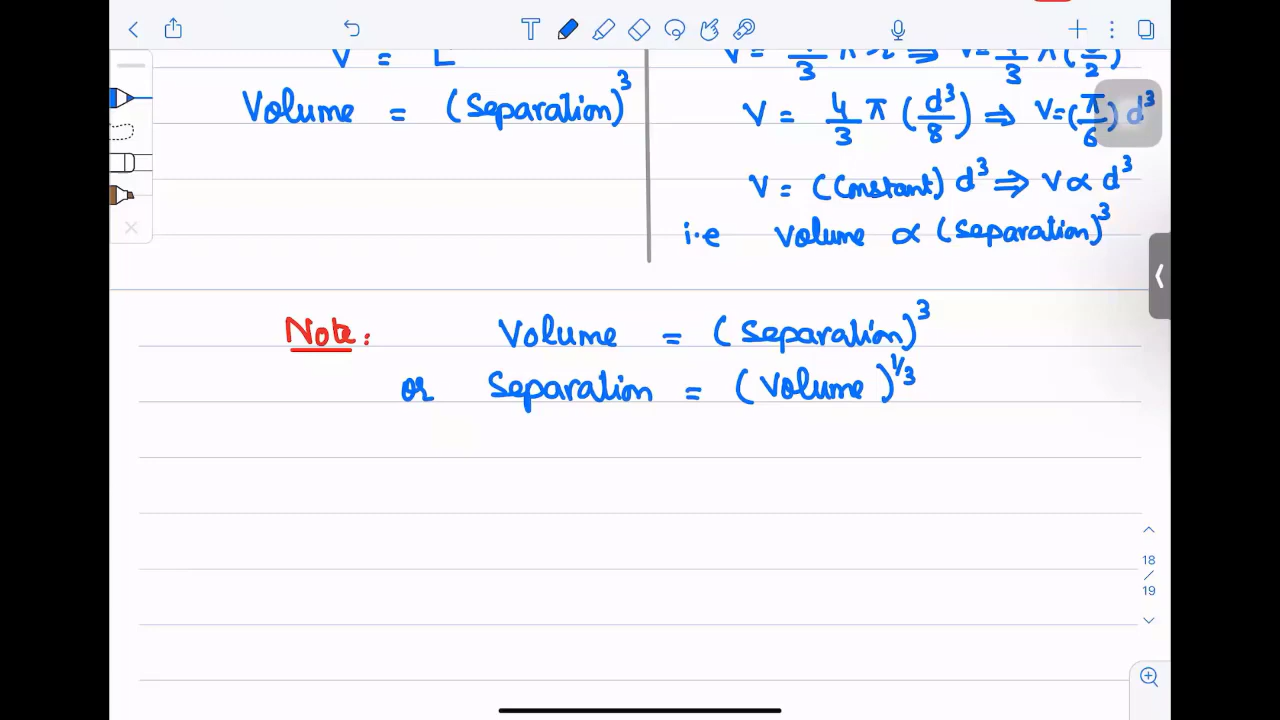 V = L
Volume = (Separation)³
V = 4/3 π (d³/8) ⇒ V=(π/6) d³
V = (Constant) d³ ⇒ V ∝ d³
i.e Volume ∝ (Separation)³
Note: Volume = (Separation)³
or Separation = (Volume)^1/3
18
/
19